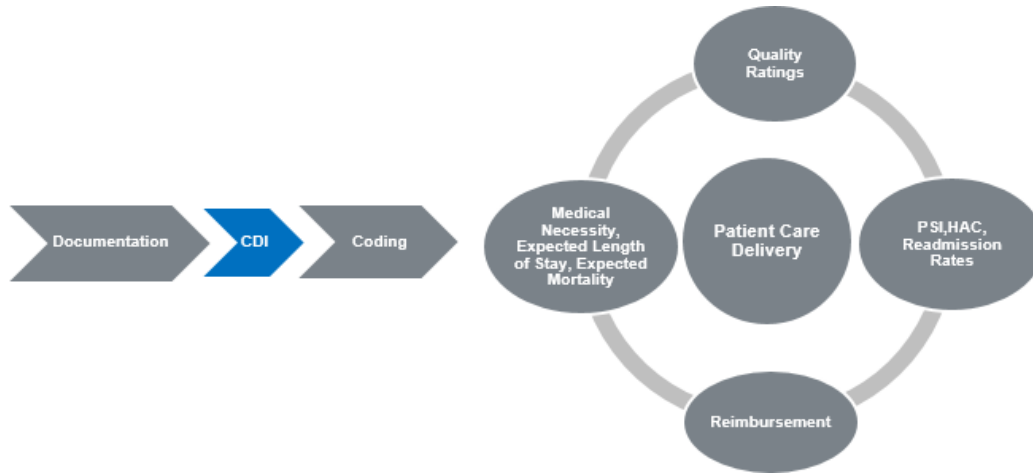 Documentation
CDI
Coding
Quality
Ratings
Medical
Necessity,
Expected Length
of Stay, Expected
Mortality
Patient Care
Delivery
PSI,HAC,
Readmission
Rates
Reimbursement